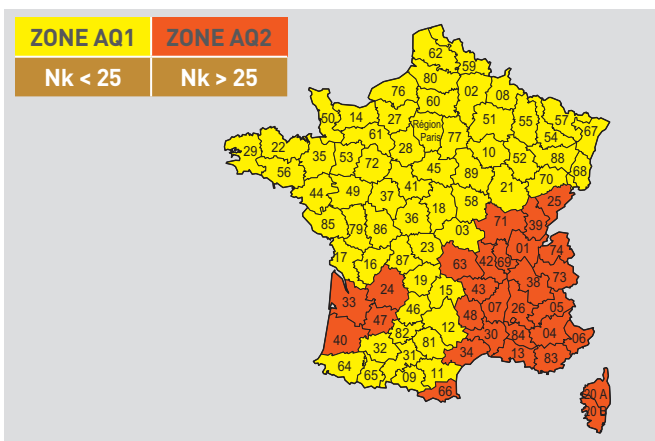 ZONE AQ1 ZONE AQ2
Nk < 25 Nk > 25
62 59
80
76 02 08
60
50 14 27 51 55 57
Région 67
61 Paris 77 54
29 22 28 10 88
35 53 52 68
56 72 45 89 70
44 49 37 41 21 25
58
18
85 79 86 36 71 39
03
23 01 74
17 16 87 63 42 69
19 73
24 15 38
33 43
46 07 26 05
47 48
12
40 82 30 84 04 06
32 81
31 34 13 83
64 65 09 11
66
20 A
20 B